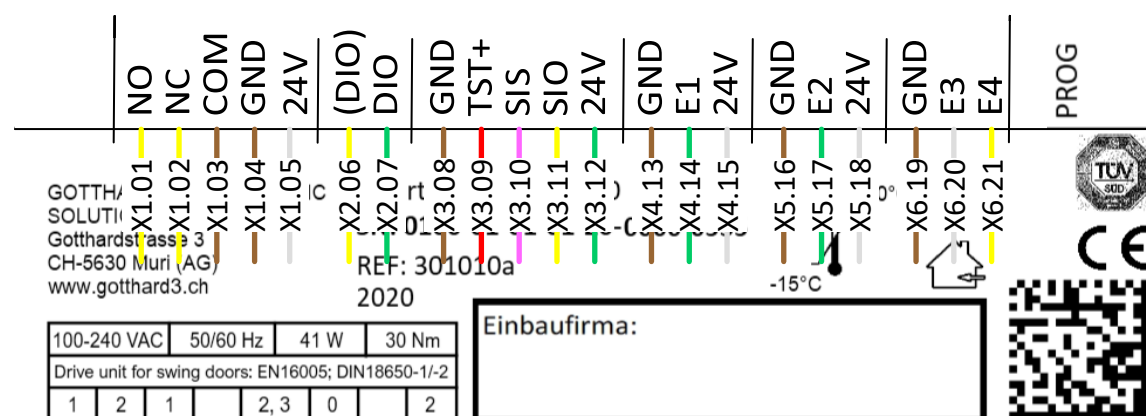 NO NC COM GND 24V (DIO) DIO GND TST+ SIS SIO 24V GND E1 24V GND E2 24V GND E3 E4 PROG
X1.01 X1.02 X1.03 X1.04 X1.05 X2.06 X2.07 X3.08 X3.09 X3.10 X3.11 X3.12 X4.13 X4.14 X4.15 X5.16 X5.17 X5.18 X6.19 X6.20 X6.21
TÜV
SÜD
Gotthardstrasse 3
CH-5630 Muri (AG)
www.gotthard3.ch
REF: 301010a
2020
-15°C
CE
100-240 VAC 50/60 Hz 41 W 30 Nm
Drive unit for swing doors: EN16005; DIN18650-1/-2
1 2 1 2, 3 0 2
Einbaufirma: